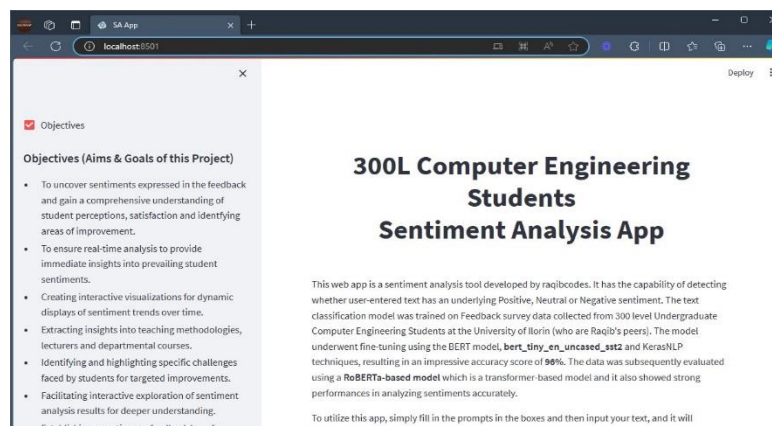 SA App
localhost:8501
Deploy
Objectives
Objectives (Aims & Goals of this Project)
• To uncover sentiments expressed in the feedback
and gain a comprehensive understanding of
student perceptions, satisfaction and identfying
areas of improvement.
• To ensure real-time analysis to provide
immediate insights into prevailing student
sentiments.
• Creating interactive visualizations for dynamic
displays of sentiment trends over time.
• Extracting insights into teaching methodologies,
lecturers and departmental courses.
• Identifying and highlighting specific challenges
faced by students for targeted improvements.
• Facilitating interactive exploration of sentiment
analysis results for deeper understanding.
300L Computer Engineering
Students
Sentiment Analysis App
This web app is a sentiment analysis tool developed by raqibcodes. It has the capability of detecting
whether user-entered text has an underlying Positive, Neutral or Negative sentiment. The text
classification model was trained on Feedback survey data collected from 300 level Undergraduate
Computer Engineering Students at the University of Ilorin (who are Raqib's peers). The model
underwent fine-tuning using the BERT model, bert_tiny_en_uncased_sst2 and KerasNLP
techniques, resulting in an impressive accuracy score of 96%. The data was subsequently evaluated
using a RoBERTa-based model which is a transformer-based model and it also showed strong
performances in analyzing sentiments accurately.
To utilize this app, simply fill in the prompts in the boxes and then input your text, and it will